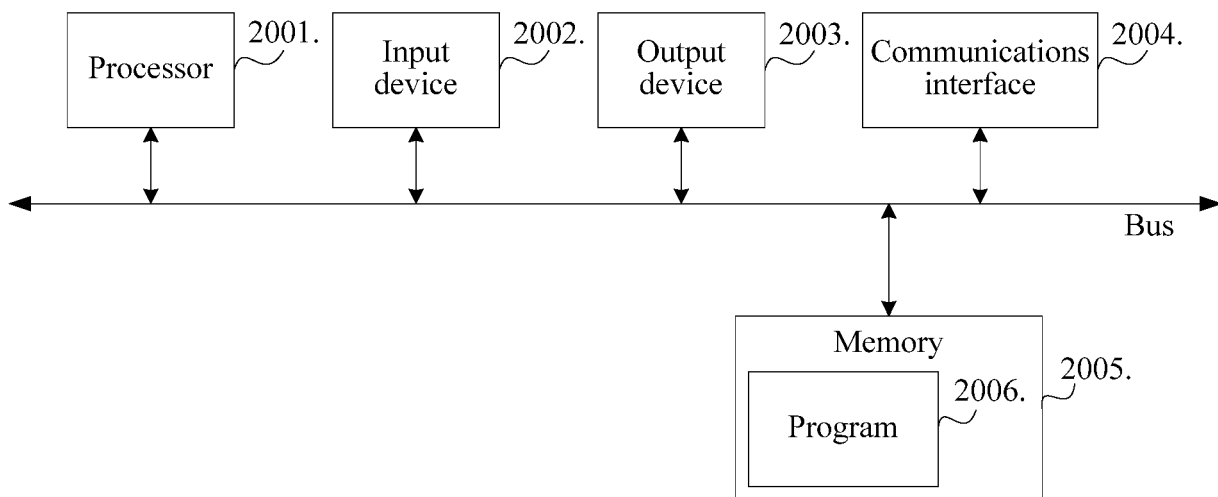 Processor
2001.
Input
device
2002.
Output
device
2003.
Communications
interface
2004.
Bus
Memory
2005.
Program
2006.